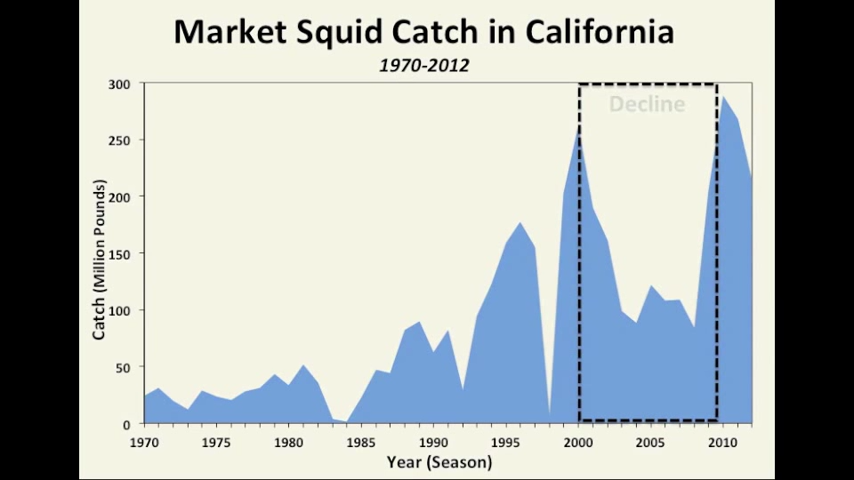 Market Squid Catch in California
1970-2012
Decline
Catch (Million Pounds)
300
250
200
150
100
50
0
1970 1975 1980 1985 1990 1995 2000 2005 2010
Year (Season)